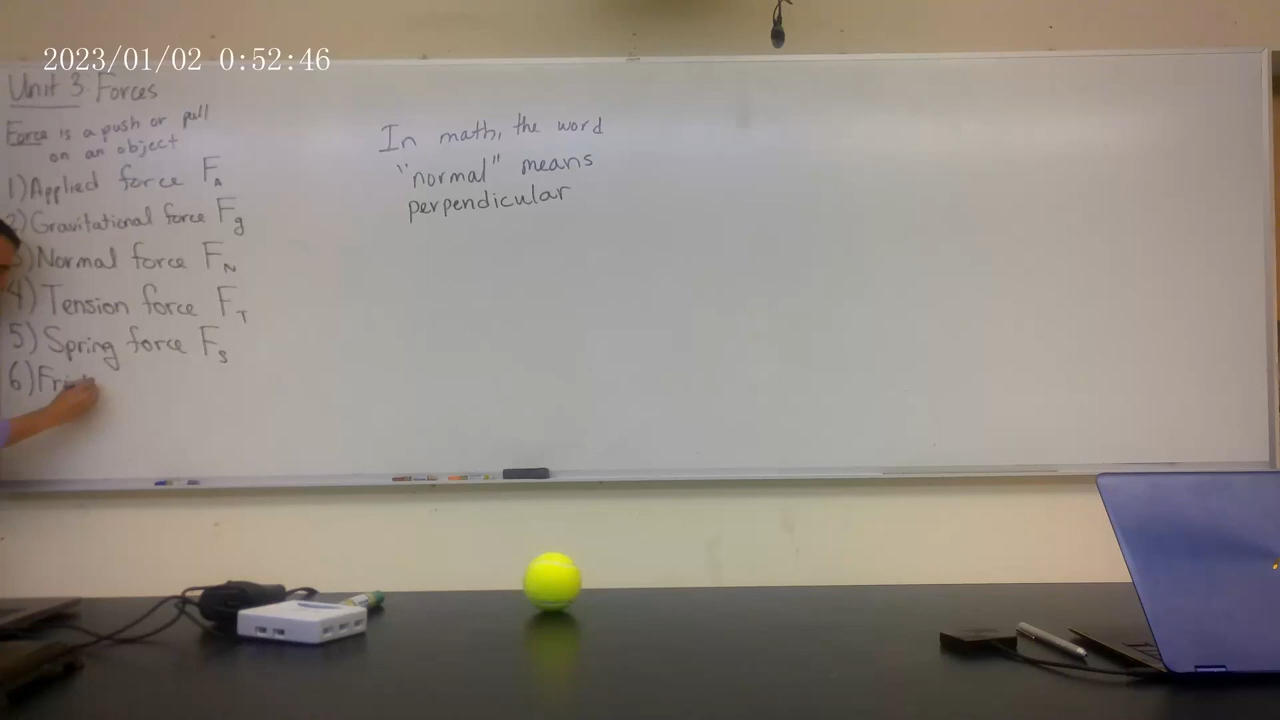 2023/01/02 0:52:46
Unit 3 Forces
Force is a push or pull
on an object
1) Applied force F_A
2) Gravitational force F_g
3) Normal force F_N
4) Tension force F_T
5) Spring force F_s
6) Fri
In math, the word
"normal" means
perpendicular